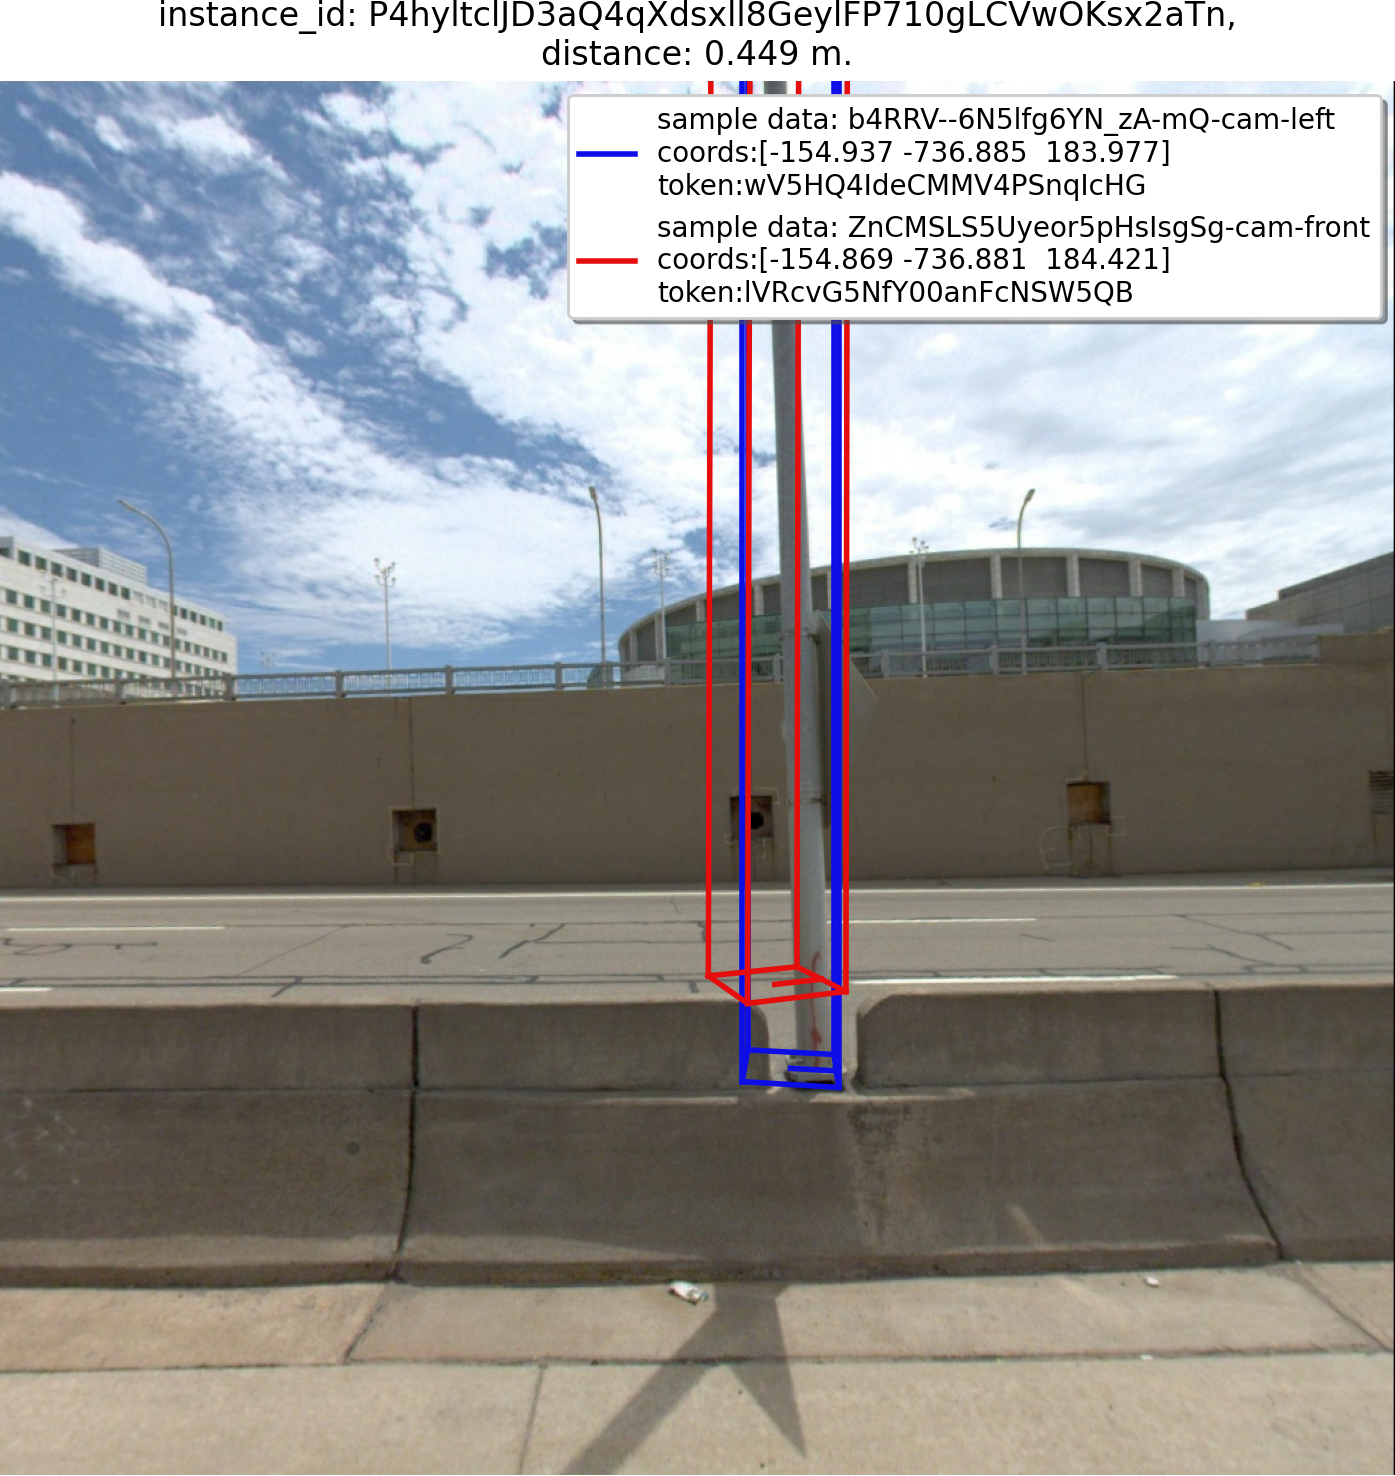 instance_id: P4hyltclJD3aQ4qXdsxll8GeylFP710gLCVwOKsx2aTn,
distance: 0.449 m.
sample data: b4RRV--6N5lfg6YN_zA-mQ-cam-left
coords:[-154.937 -736.885  183.977]
token:wV5HQ4IdeCMMV4PSnqIcHG
sample data: ZnCMSLS5Uyeor5pHsIsgSg-cam-front
coords:[-154.869 -736.881  184.421]
token:lVRcvG5NfY00anFcNSW5QB